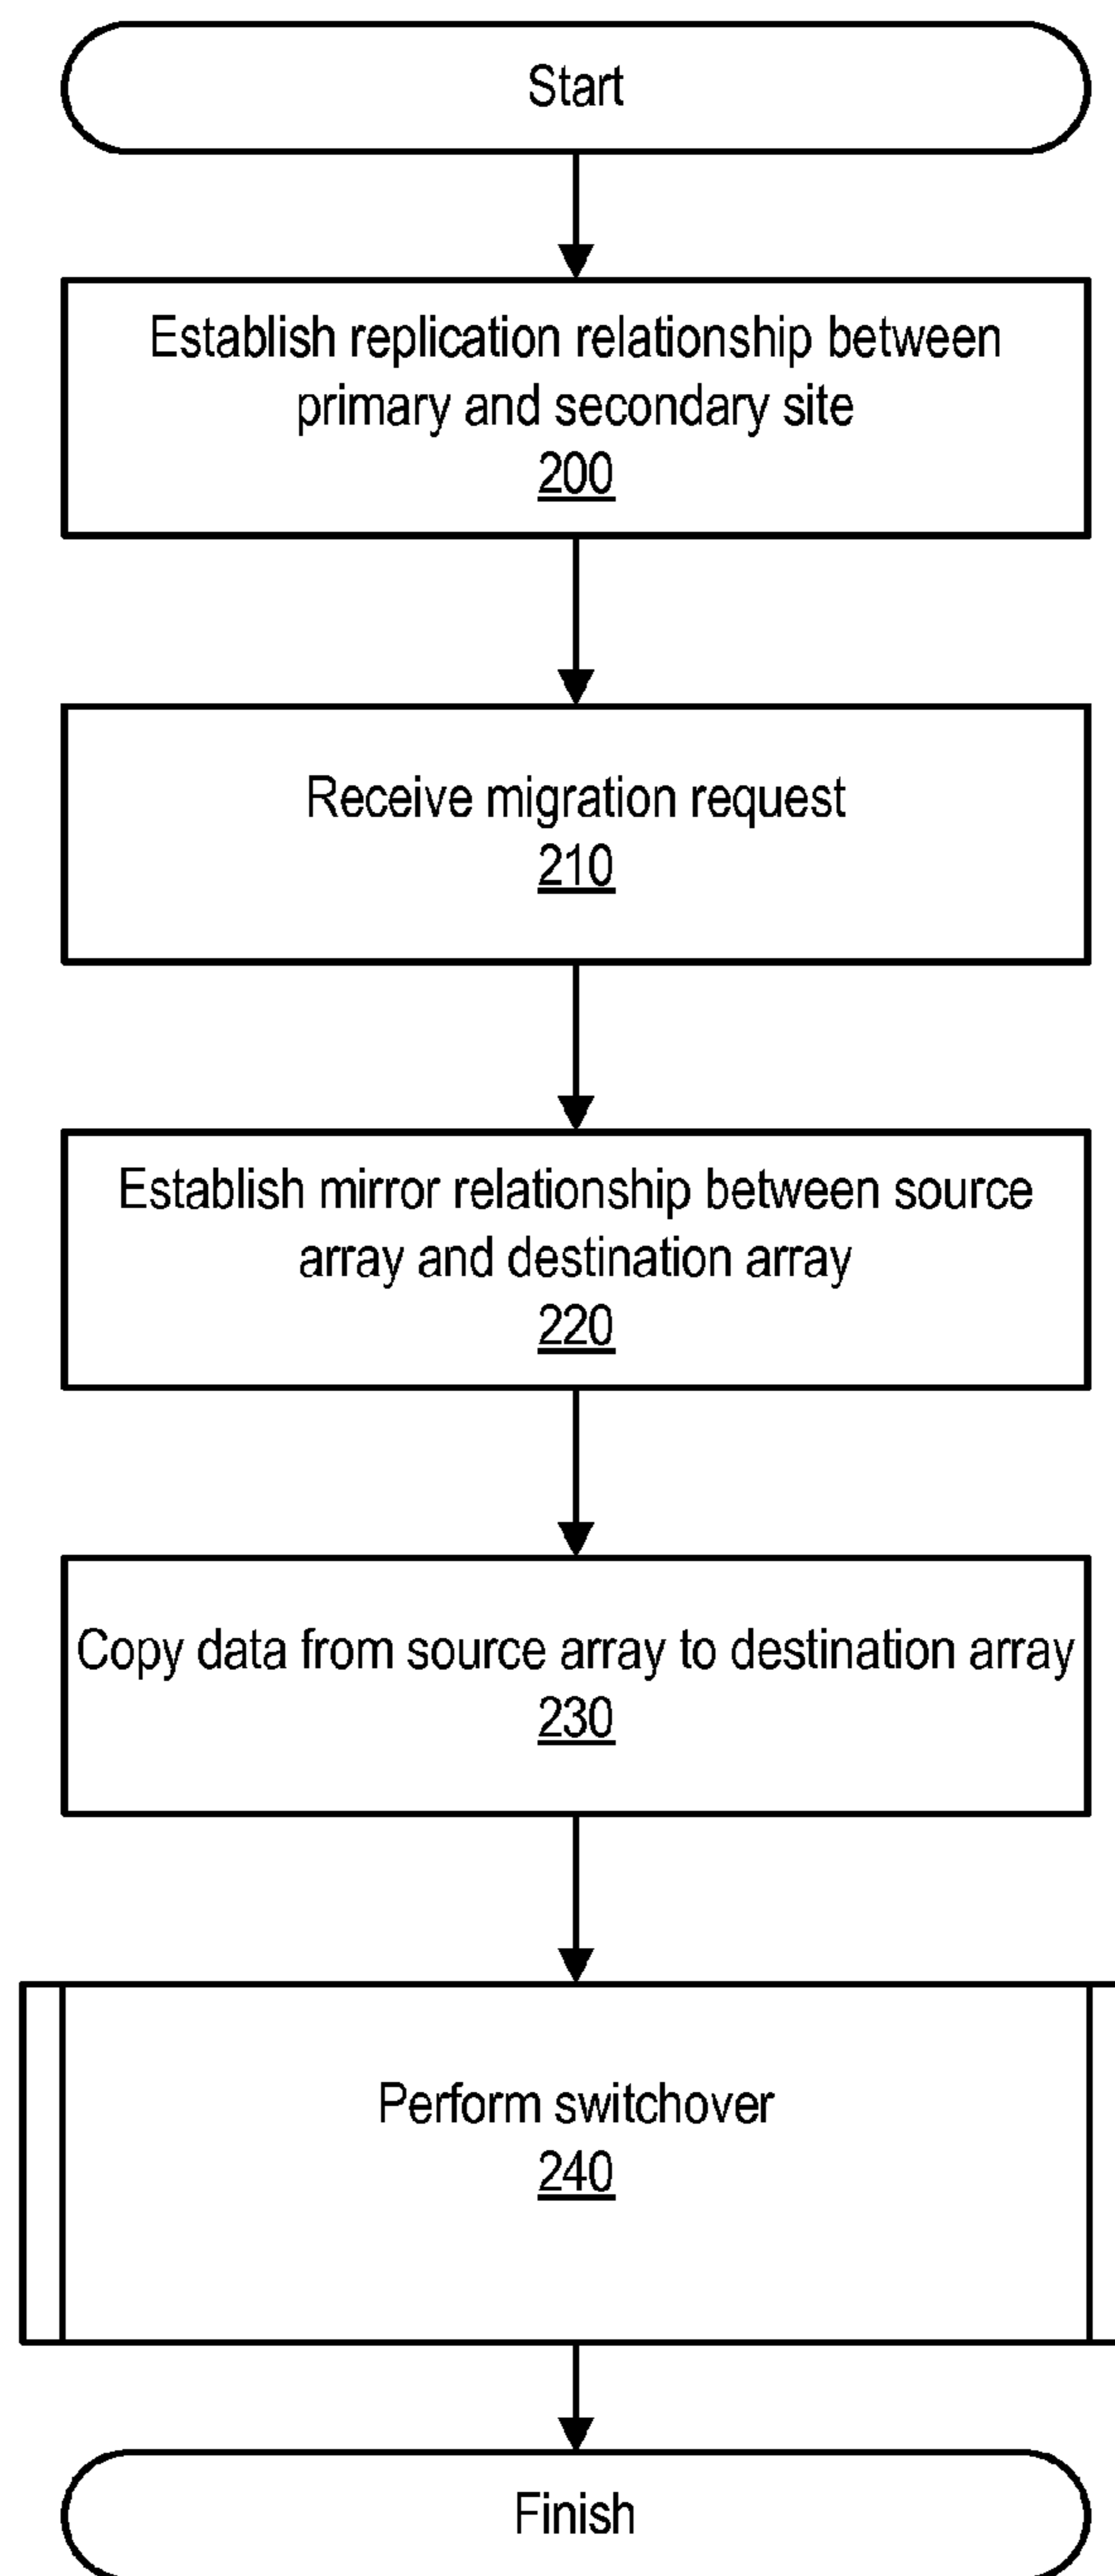 Start
Establish replication relationship between
primary and secondary site
200
Receive migration request
210
Establish mirror relationship between source
array and destination array
220
Copy data from source array to destination array
230
Perform switchover
240
Finish